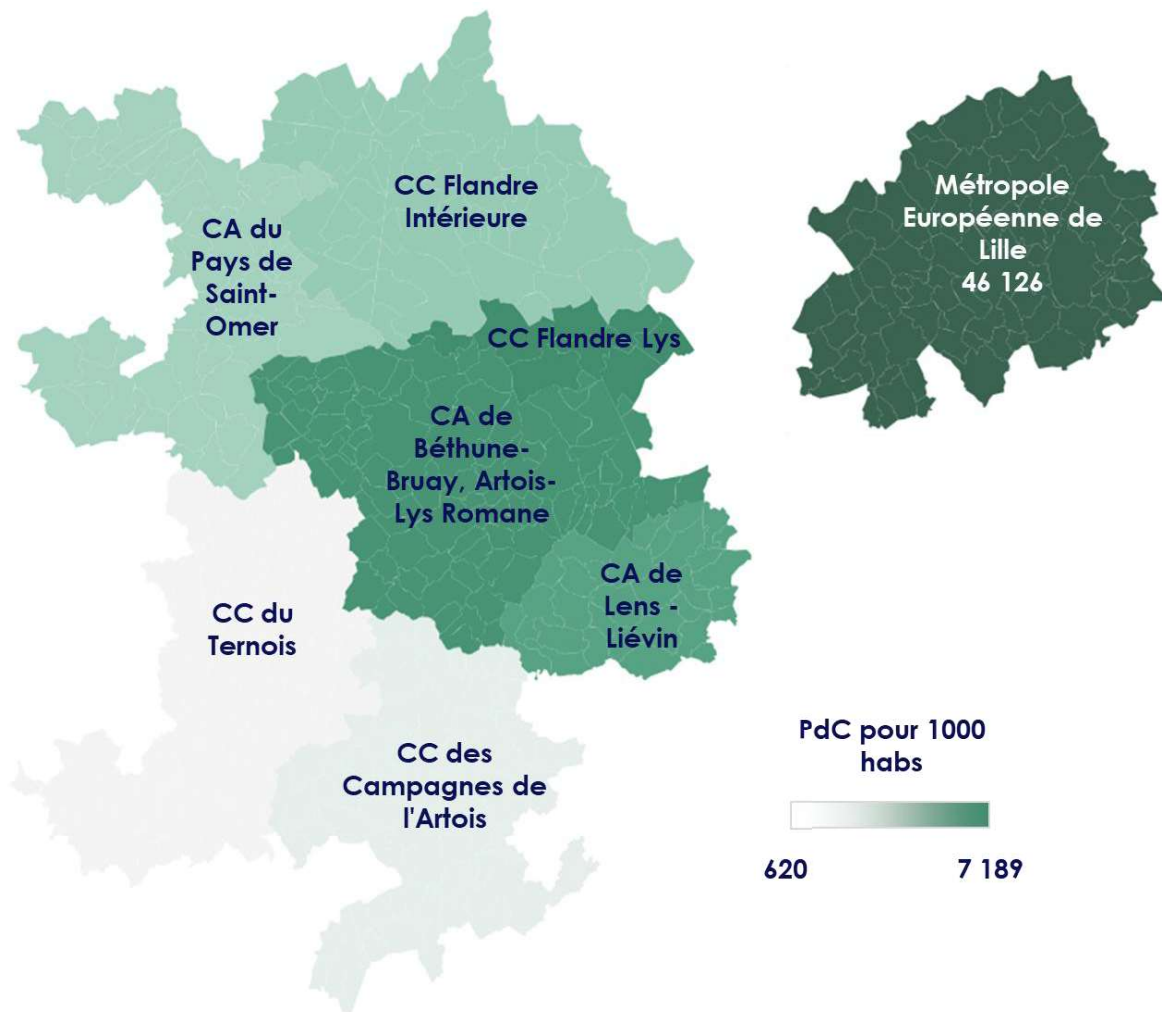 CC Flandre
Intérieure
Métropole
Européenne de
Lille
46 126
CA du
Pays de
Saint-
Omer
CC Flandre Lys
CA de
Béthune-
Bruay, Artois-
Lys Romane
CA de
Lens -
Liévin
CC du
Ternois
CC des
Campagnes de
l'Artois
PdC pour 1000
habs
620
7 189